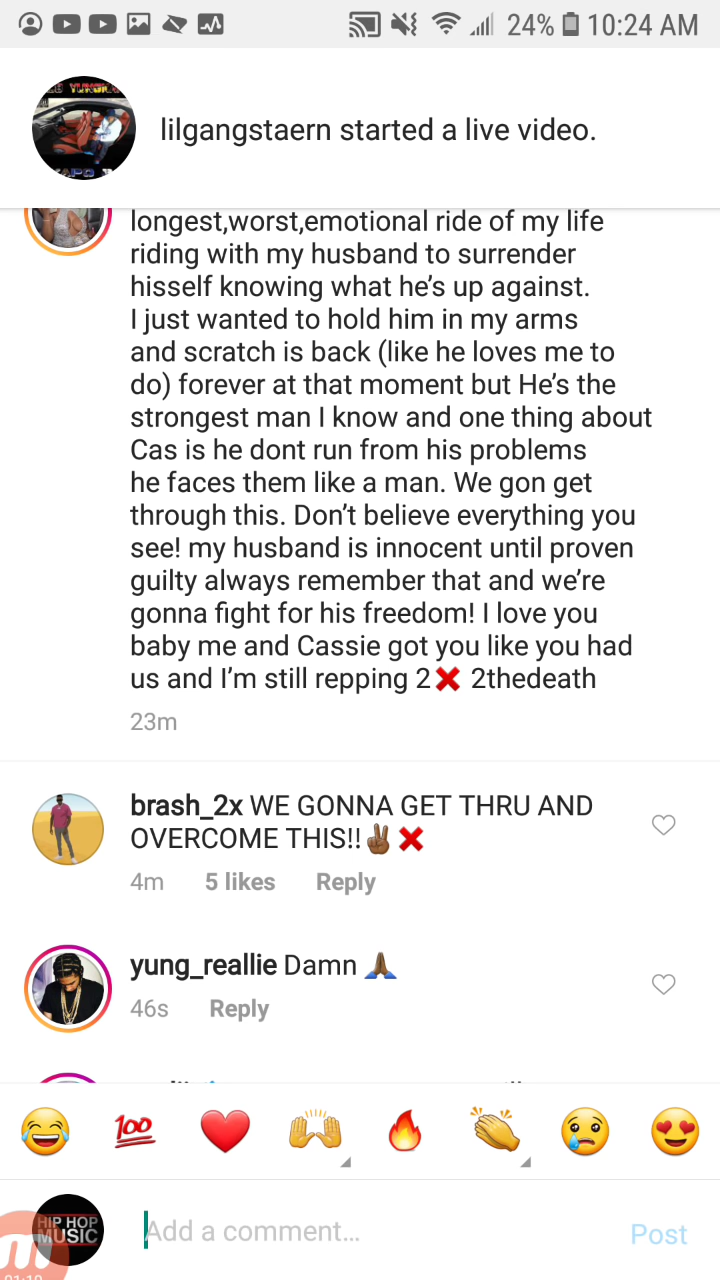 24% 10:24 AM
lilgangstaern started a live video.
longest,worst,emotional ride of my life
riding with my husband to surrender
hisself knowing what he’s up against.
I just wanted to hold him in my arms
and scratch is back (like he loves me to
do) forever at that moment but He’s the
strongest man I know and one thing about
Cas is he dont run from his problems
he faces them like a man. We gon get
through this. Don’t believe everything you
see! my husband is innocent until proven
guilty always remember that and we’re
gonna fight for his freedom! I love you
baby me and Cassie got you like you had
us and I’m still repping 2❌ 2thedeath
23m
brash_2x WE GONNA GET THRU AND
OVERCOME THIS!!✌🏾❌
4m 5 likes Reply
yung_reallie Damn 🙏🏾
46s Reply
😂 💯 ❤️ 🙌 🔥 👏 😢 😍
HIP HOP
MUSIC
Add a comment… Post
01:10